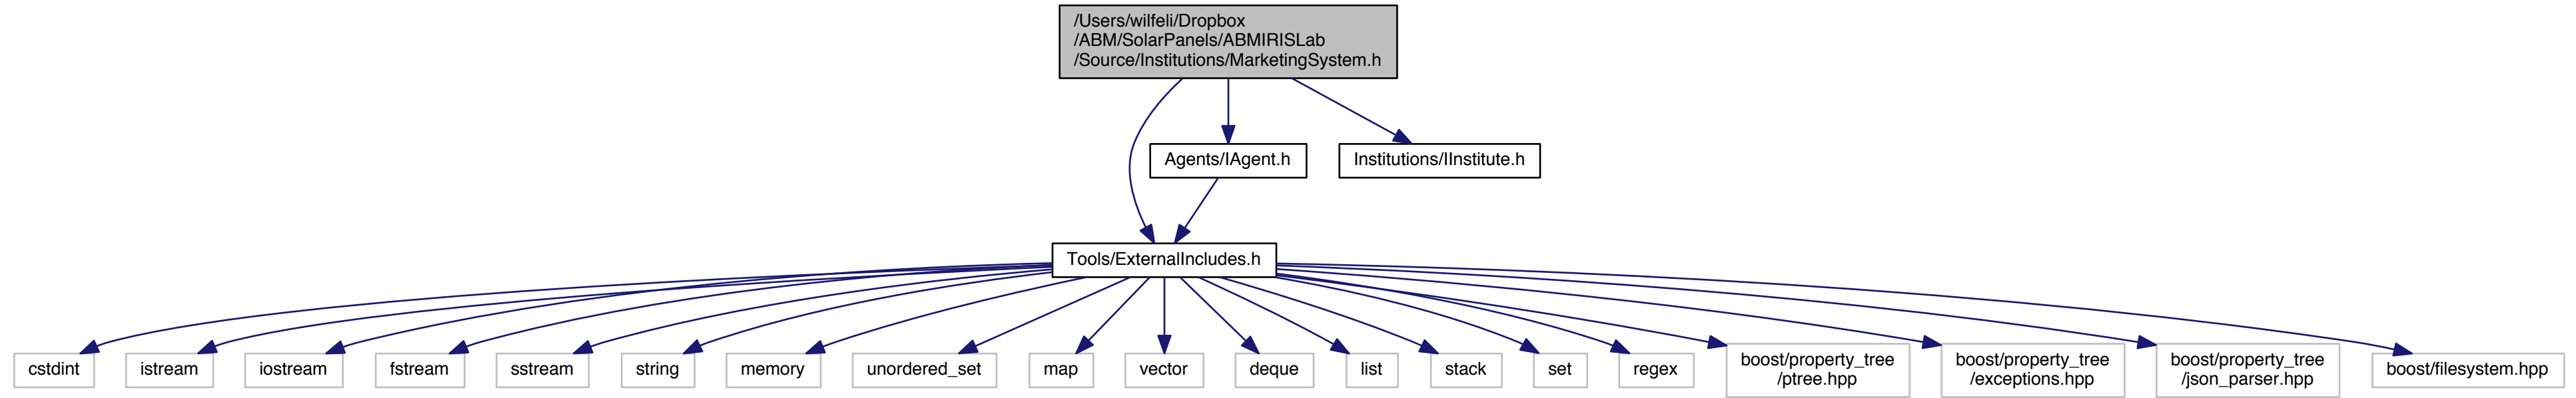 /Users/wilfeli/Dropbox
/ABM/SolarPanels/ABMIRISLab
/Source/Institutions/MarketingSystem.h
Agents/IAgent.h
Institutions/IInstitute.h
Tools/ExternalIncludes.h
cstdint
istream
iostream
fstream
sstream
string
memory
unordered_set
map
vector
deque
list
stack
set
regex
boost/property_tree
/ptree.hpp
boost/property_tree
/exceptions.hpp
boost/property_tree
/json_parser.hpp
boost/filesystem.hpp